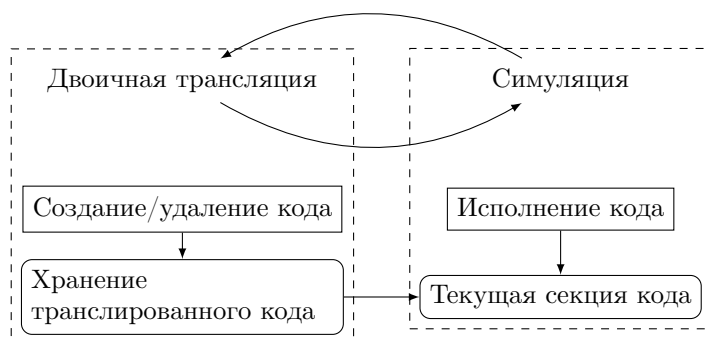 Двоичная трансляция
Симуляция
Создание/удаление кода
Исполнение кода
Хранение
транслированного кода
Текущая секция кода